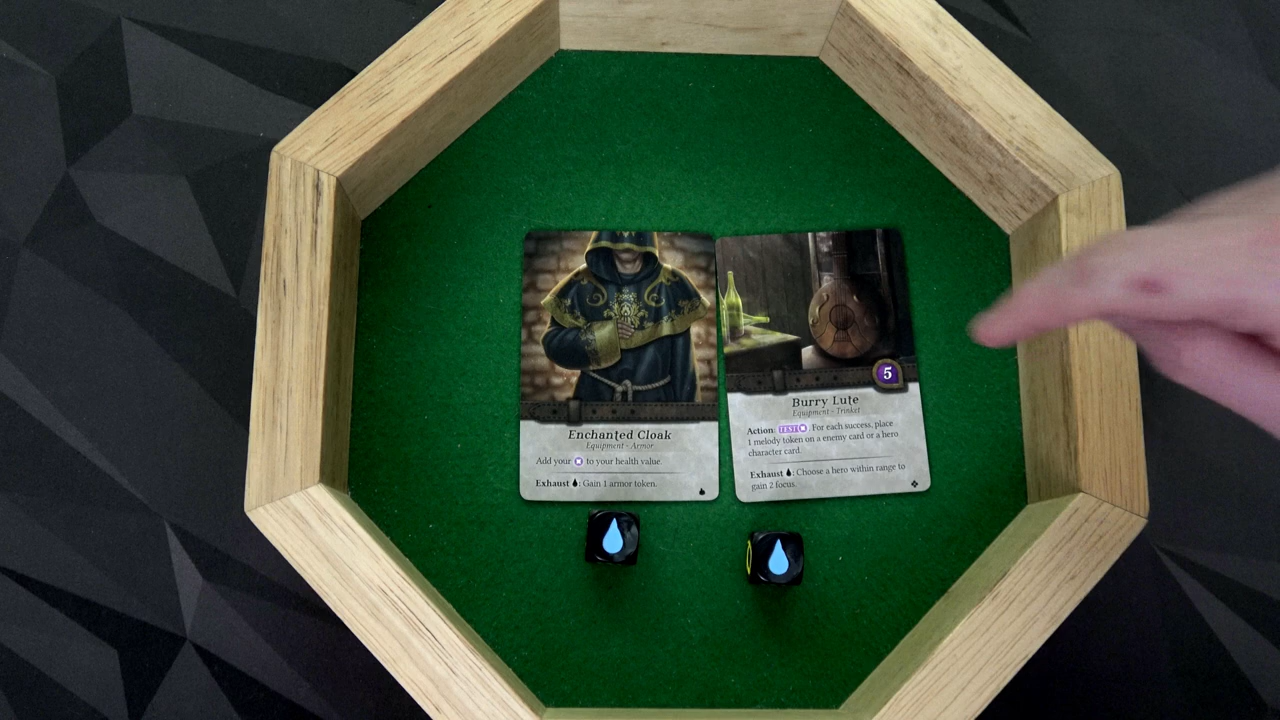 Enchanted Cloak
Equipment - Armor
Add your to your health value.
Exhaust : Gain 1 armor token.
5
Burry Lute
Equipment - Trinket
Action: TEST . For each success, place
1 melody token on a enemy card or a hero
character card.
Exhaust : Choose a hero within range to
gain 2 focus.